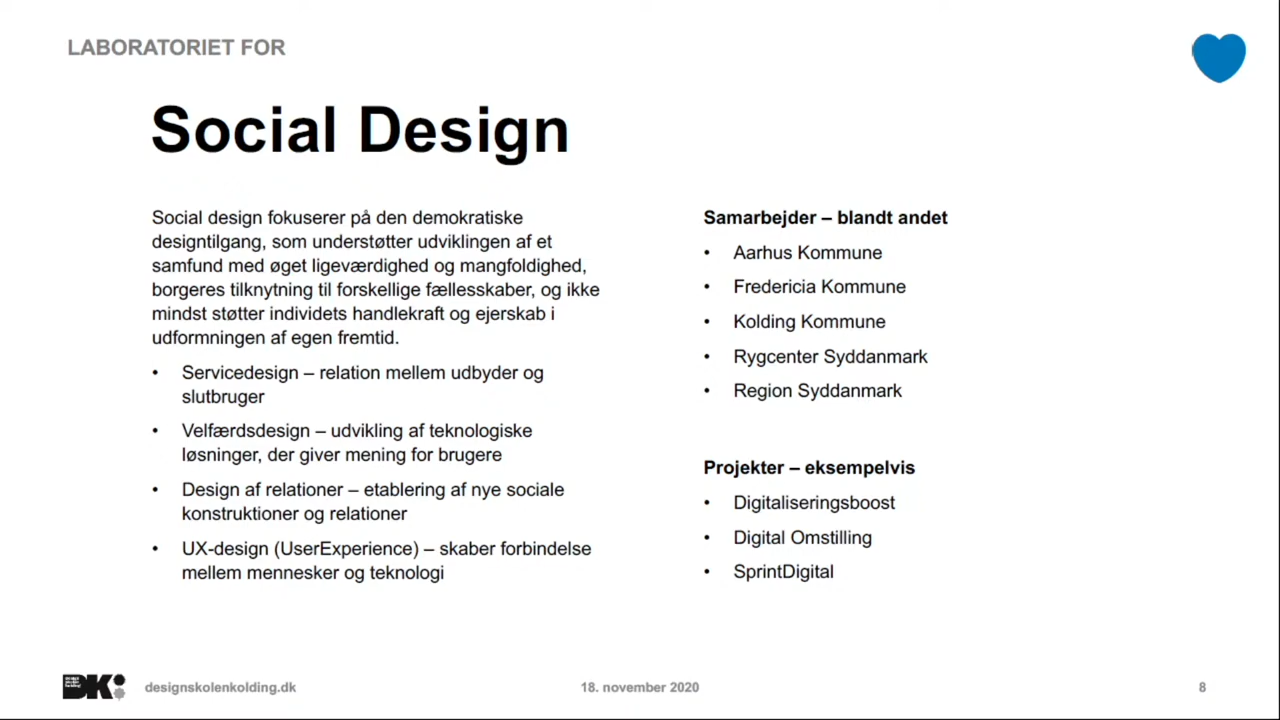 LABORATORIET FOR
Social Design
Social design fokuserer på den demokratiske
designtilgang, som understøtter udviklingen af et
samfund med øget ligeværdighed og mangfoldighed,
borgeres tilknytning til forskellige fællesskaber, og ikke
mindst støtter individets handlekraft og ejerskab i
udformningen af egen fremtid.
• Servicedesign – relation mellem udbyder og
slutbruger
• Velfærdsdesign – udvikling af teknologiske
løsninger, der giver mening for brugere
• Design af relationer – etablering af nye sociale
konstruktioner og relationer
• UX-design (UserExperience) – skaber forbindelse
mellem mennesker og teknologi
Samarbejder – blandt andet
• Aarhus Kommune
• Fredericia Kommune
• Kolding Kommune
• Rygcenter Syddanmark
• Region Syddanmark
Projekter – eksempelvis
• Digitaliseringsboost
• Digital Omstilling
• SprintDigital
DK:
designskolenkolding.dk
18. november 2020
8